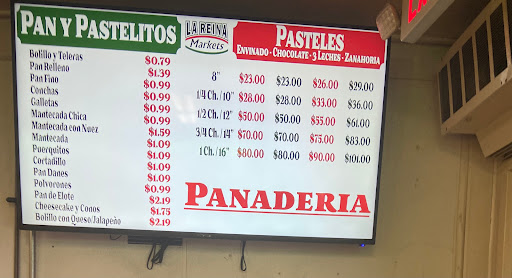 PAN Y PASTELITOS
Bolillo y Teleras $0.79
Pan Relleno $1.39
Pan Fino $0.99
Conchas $0.99
Galletas $0.99
Mantecada Chica $0.99
Mantecada con Nuez $1.59
Mantecada $1.09
Puerquitos $1.09
Cortadillo $1.09
Pan Danes $1.09
Polvorones $0.99
Pan de Elote $2.19
Cheesecake y Conos $1.75
Bolillo con Queso/Jalapeño $2.19
LA REINA
Markets
PASTELES
ENVINADO - CHOCOLATE - 3 LECHES - ZANAHORIA
8" $23.00 $23.00 $26.00 $29.00
1/4 Ch./10" $28.00 $28.00 $33.00 $36.00
1/2 Ch./12" $50.00 $50.00 $55.00 $61.00
3/4 Ch./14" $70.00 $70.00 $75.00 $83.00
1 Ch./16" $80.00 $80.00 $90.00 $101.00
PANADERIA